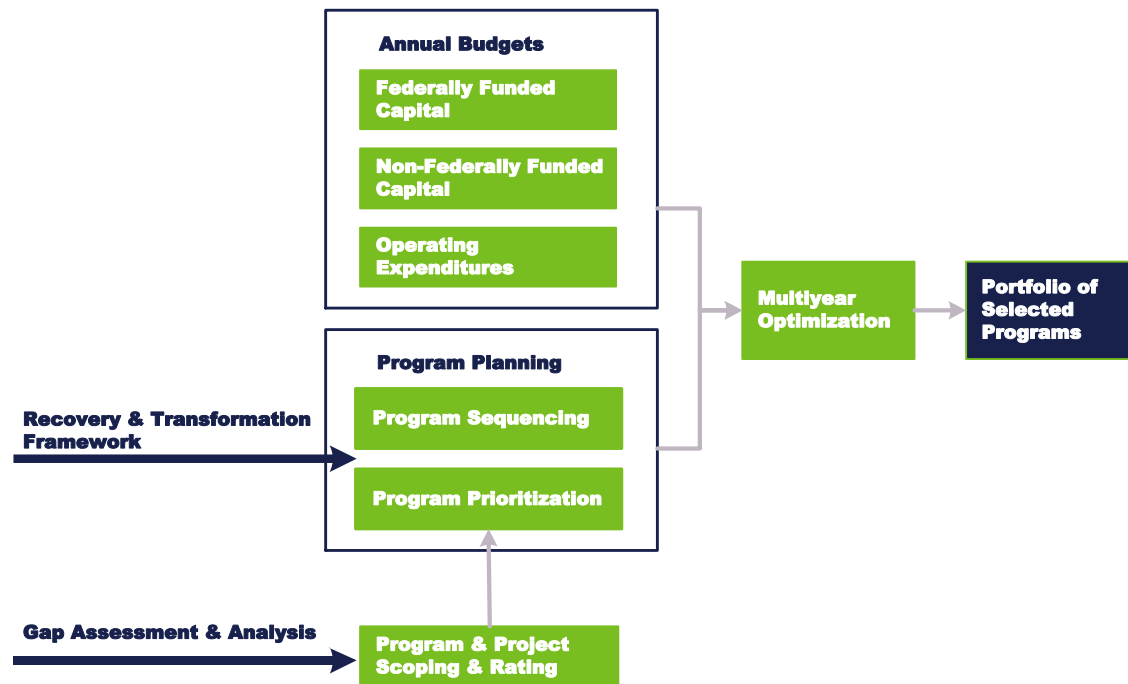 Annual Budgets
Federally Funded
Capital
Non-Federally Funded
Capital
Operating
Expenditures
Multiyear
Optimization
Portfolio of
Selected
Programs
Program Planning
Program Sequencing
Recovery & Transformation
Framework
Program Prioritization
Gap Assessment & Analysis
Program & Project
Scoping & Rating